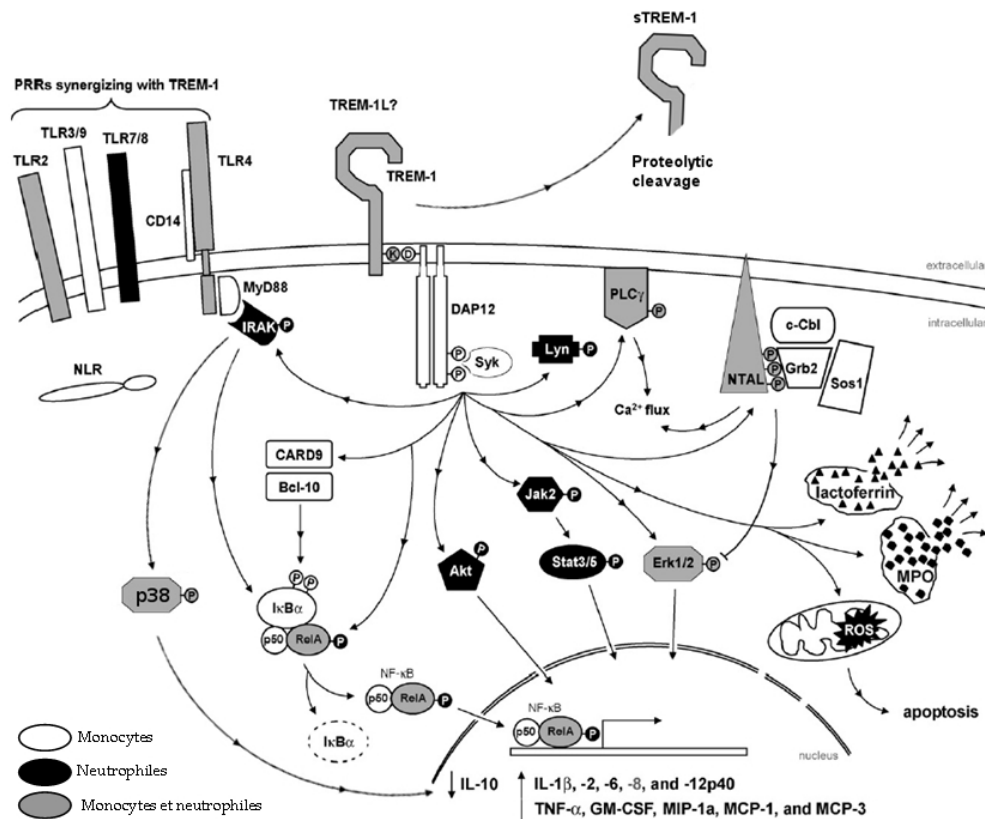 sTREM-1
PRRs synergizing with TREM-1
TREM-1L?
TLR3/9
TLR7/8
TLR2
TLR4
TREM-1
Proteolytic
cleavage
CD14
K D
extracellular
intracellular
MyD88
IRAK P
DAP12
PLCγ
P
c-Cbl
Lyn P
P
P
Syk
NTAL
P
P
P
Grb2
Sos1
NLR
Ca2+ flux
CARD9
Bcl-10
Jak2 P
lactoferrin
P
Akt
Stat3/5 P
Erk1/2 P
MPO
p38 P
P P
IκBα
p50 RelA P
ROS
NF-κB
p50 RelA P
NF-κB
p50 RelA P
apoptosis
IκBα
nucleus
Monocytes
Neutrophiles
Monocytes et neutrophiles
IL-10
IL-1β, -2, -6, -8, and -12p40
TNF-α, GM-CSF, MIP-1a, MCP-1, and MCP-3